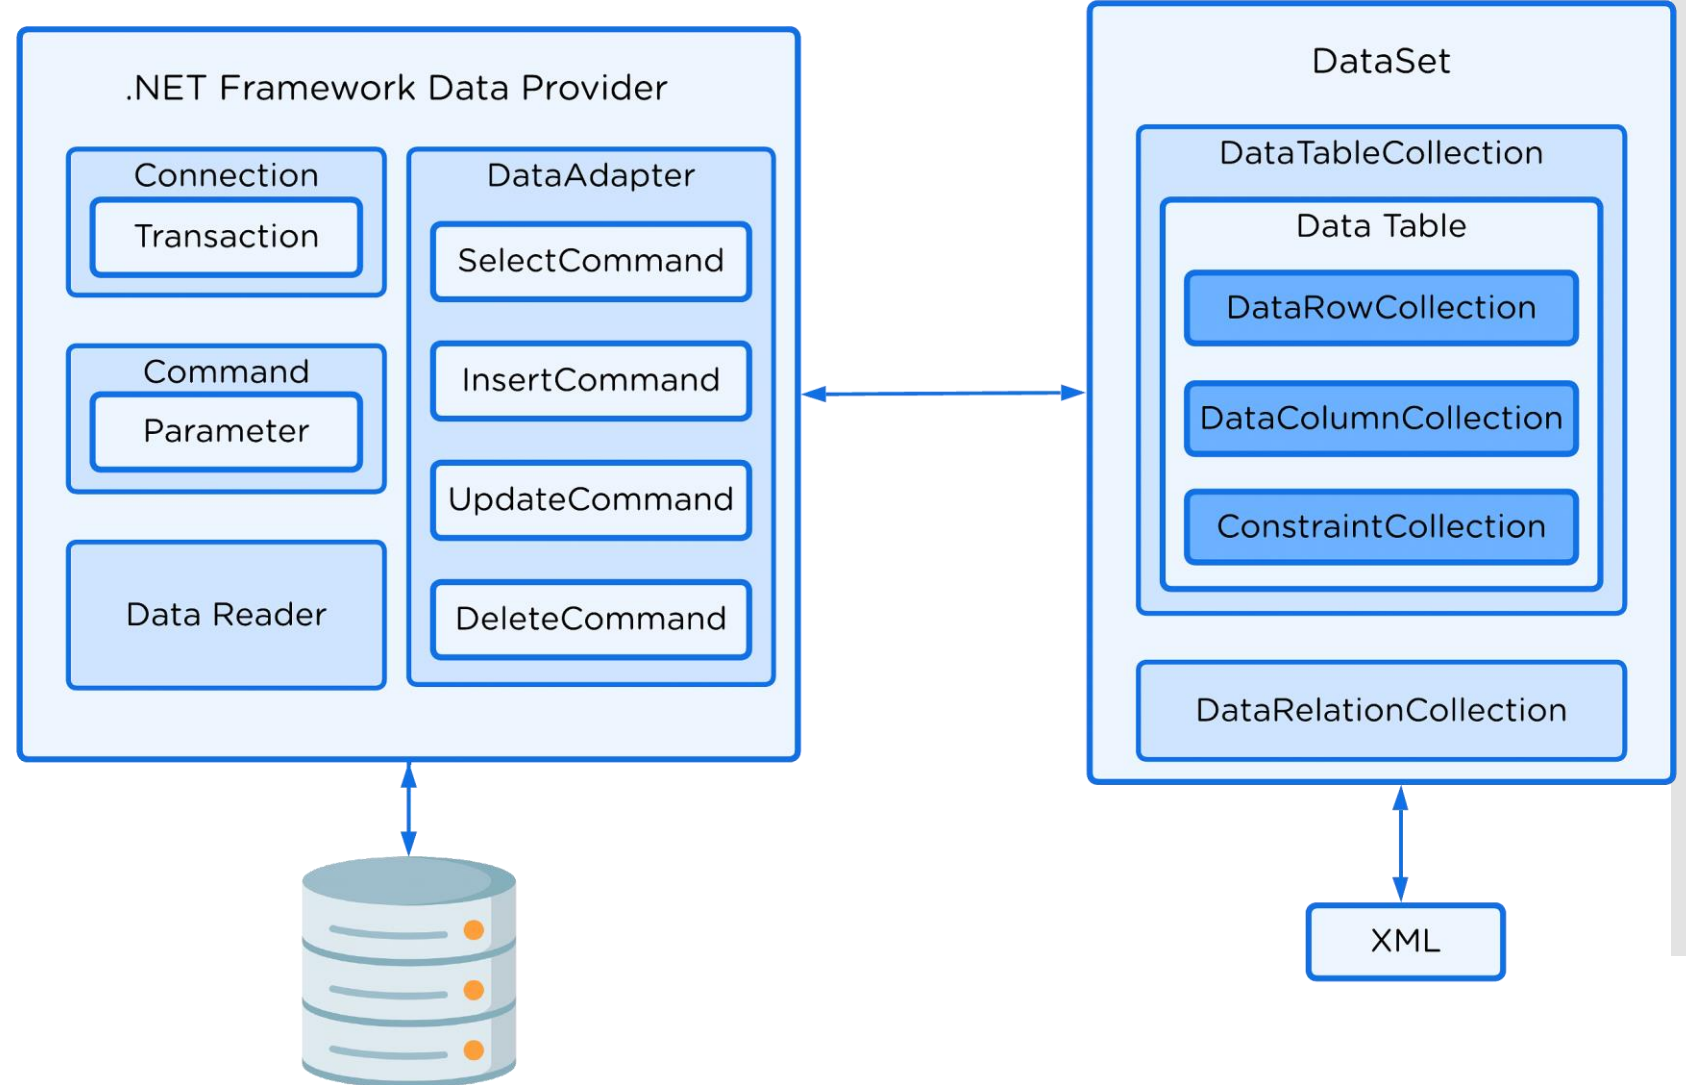 .NET Framework Data Provider
Connection
Transaction
Command
Parameter
Data Reader
DataAdapter
SelectCommand
InsertCommand
UpdateCommand
DeleteCommand
DataSet
DataTableCollection
Data Table
DataRowCollection
DataColumnCollection
ConstraintCollection
DataRelationCollection
XML